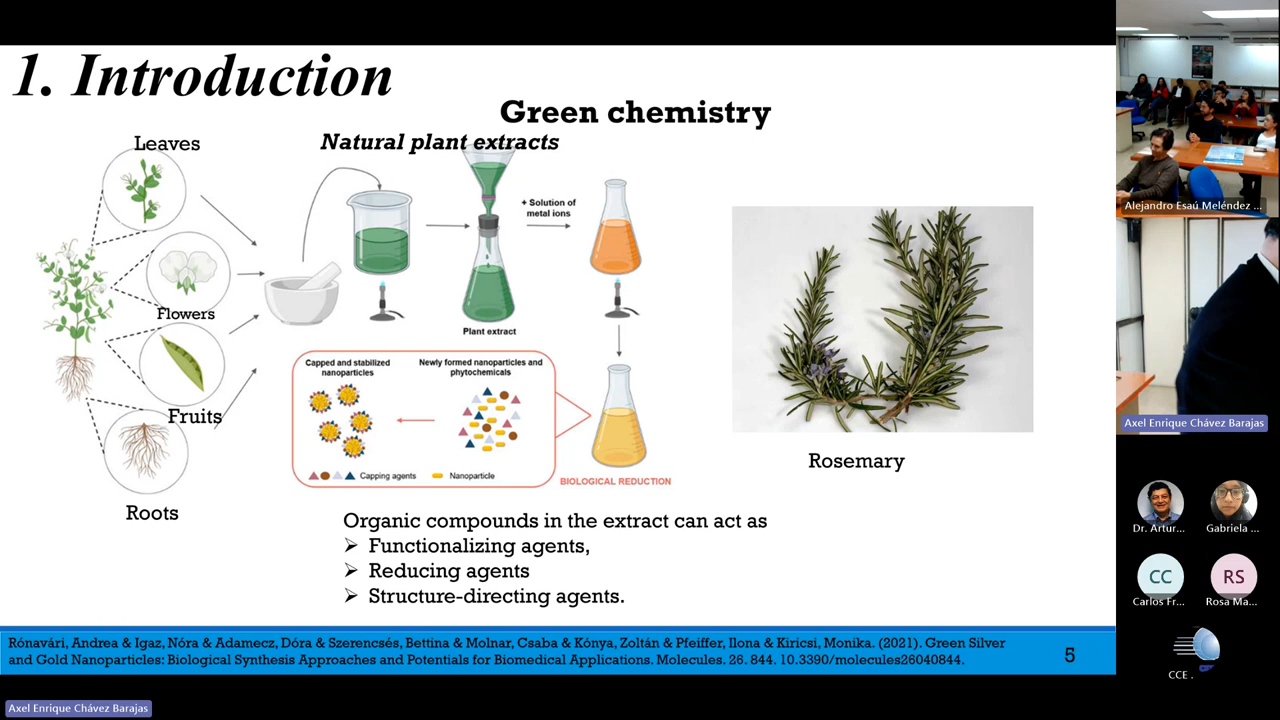 1. Introduction
Green chemistry
Natural plant extracts
Leaves
Flowers
Fruits
Roots
+ Solution of
metal ions
Plant extract
Capped and stabilized
nanoparticles
Newly formed nanoparticles and
phytochemicals
Capping agents
Nanoparticle
BIOLOGICAL REDUCTION
Rosemary
Organic compounds in the extract can act as
➢ Functionalizing agents,
➢ Reducing agents
➢ Structure-directing agents.
Rónavári, Andrea & Igaz, Nóra & Adamecz, Dóra & Szerencsés, Bettina & Molnar, Csaba & Kónya, Zoltán & Pfeiffer, Ilona & Kiricsi, Monika. (2021). Green Silver
and Gold Nanoparticles: Biological Synthesis Approaches and Potentials for Biomedical Applications. Molecules. 26. 844. 10.3390/molecules26040844.
5
Alejandro Esaú Meléndez ...
Axel Enrique Chávez Barajas
Dr. Artur...
Gabriela ...
CC
RS
Carlos Fr...
Rosa Ma...
CCE .
Axel Enrique Chávez Barajas